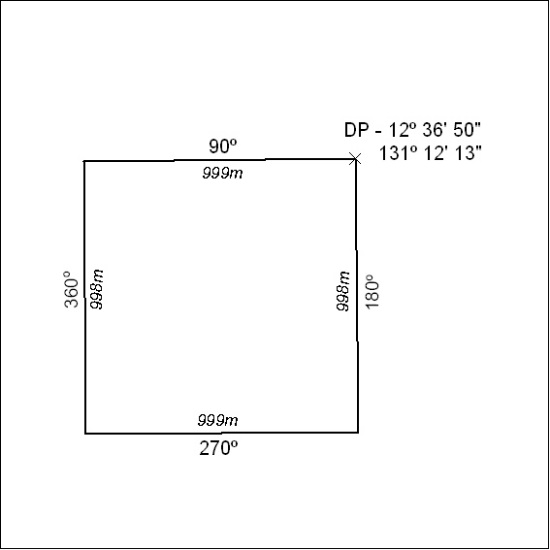 DP - 12º 36' 50"
131º 12' 13"
90º
999m
360º
998m
998m
180º
999m
270º